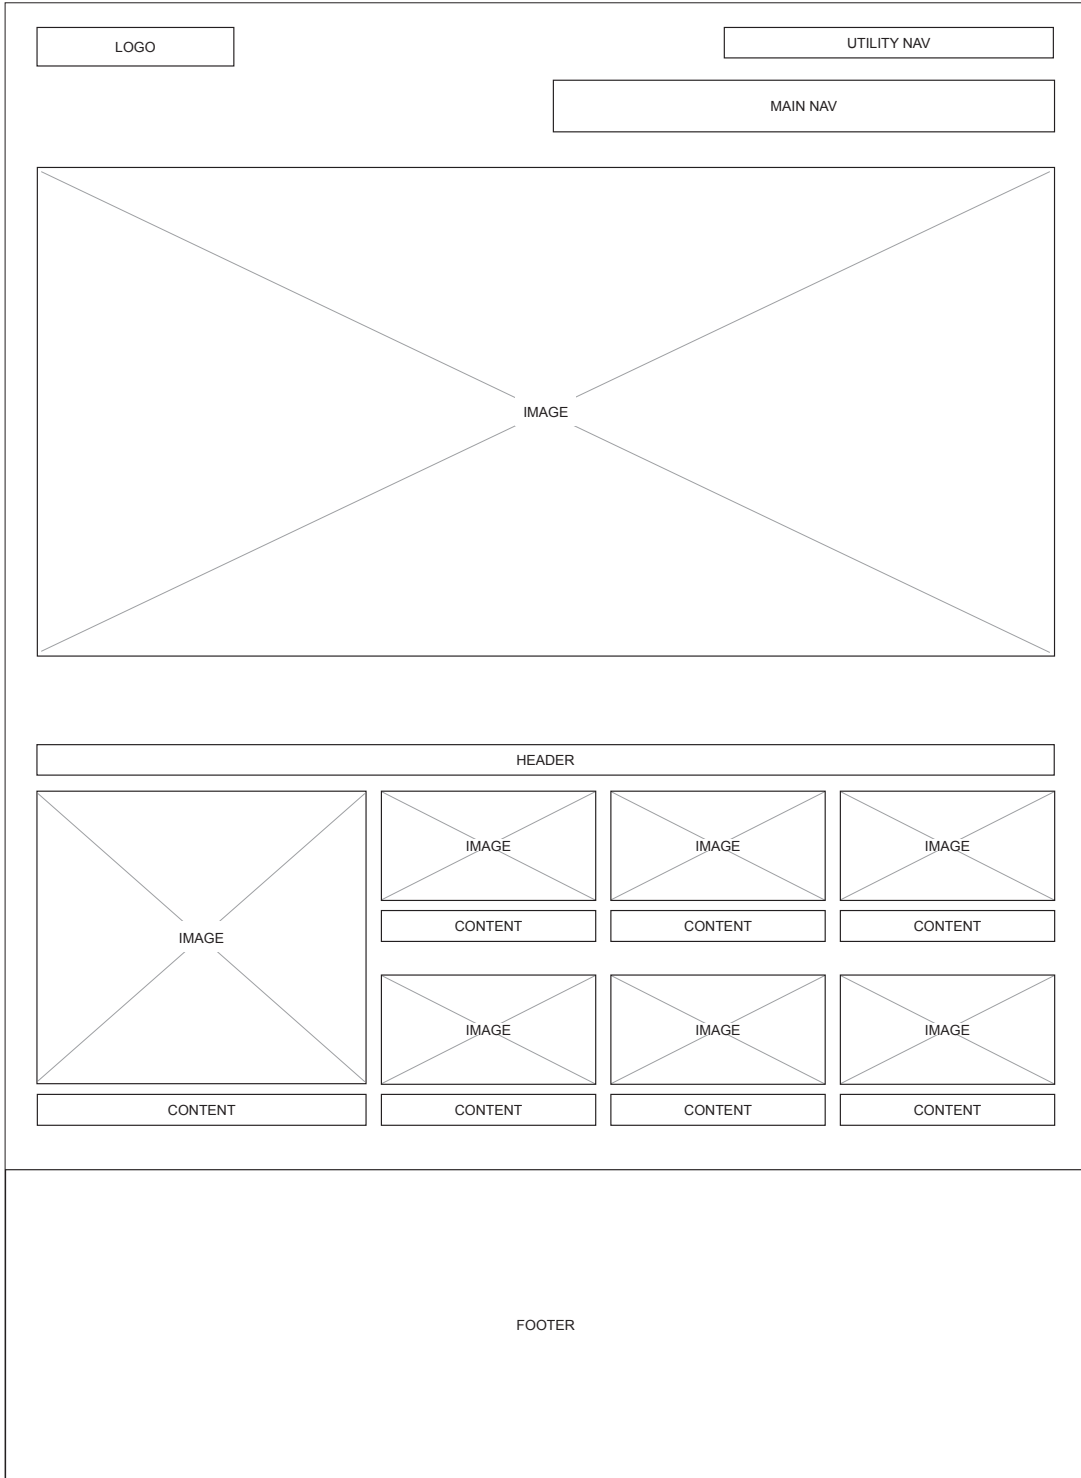 LOGO
UTILITY NAV
MAIN NAV
IMAGE
HEADER
IMAGE
CONTENT
IMAGE
IMAGE
IMAGE
CONTENT
CONTENT
CONTENT
IMAGE
IMAGE
IMAGE
CONTENT
CONTENT
CONTENT
FOOTER